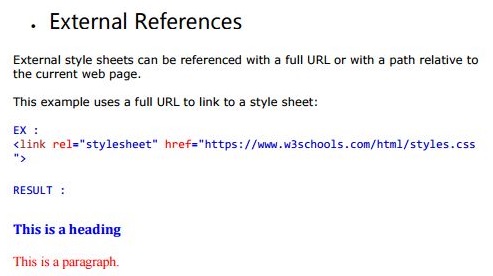 • External References
External style sheets can be referenced with a full URL or with a path relative to
the current web page.
This example uses a full URL to link to a style sheet:
EX :
<link rel="stylesheet" href="https://www.w3schools.com/html/styles.css
">
RESULT :
This is a heading
This is a paragraph.